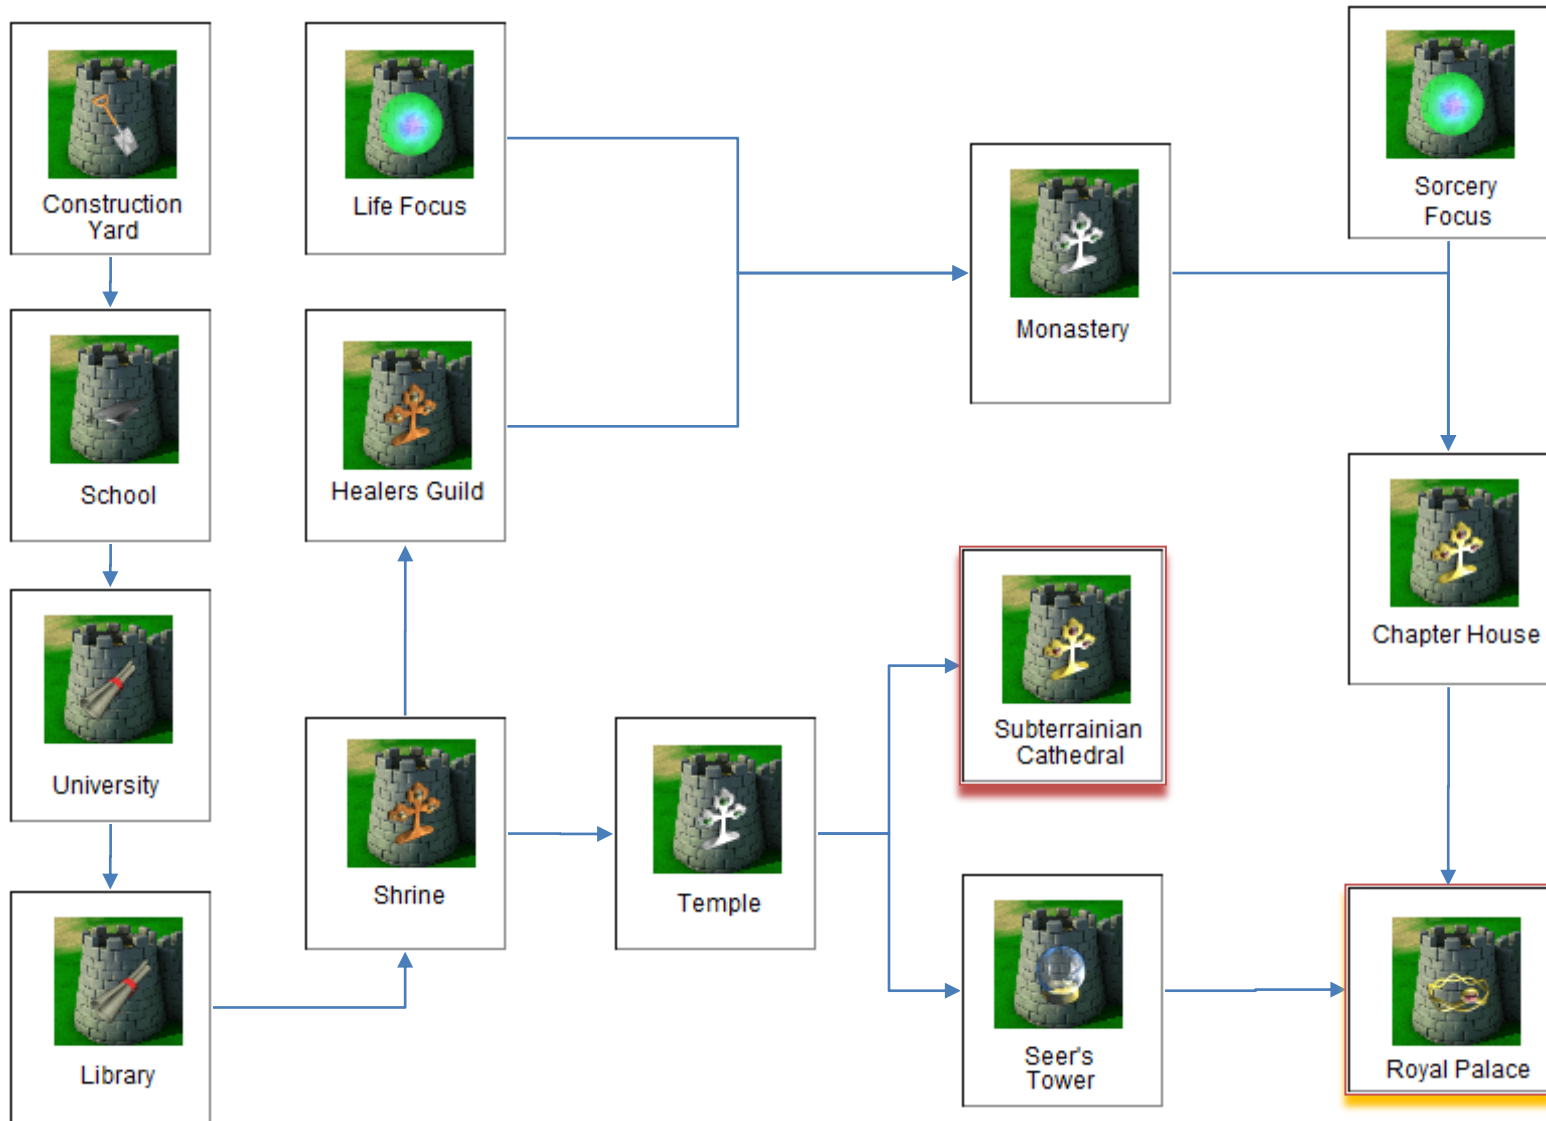 Construction
Yard
Life Focus
Sorcery
Focus
Monastery
School
Healers Guild
Chapter House
University
Subterrainian
Cathedral
Shrine
Temple
Library
Seer's
Tower
Royal Palace